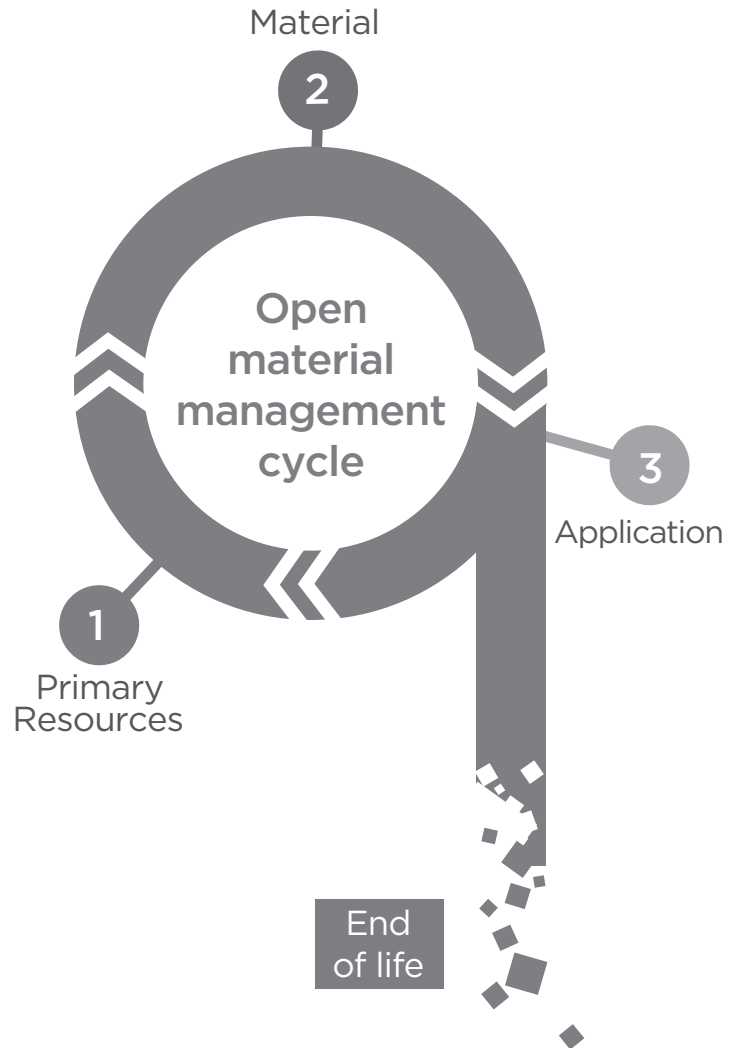 Material
2
Open
material
management
cycle
3
Application
1
Primary
Resources
End
of life